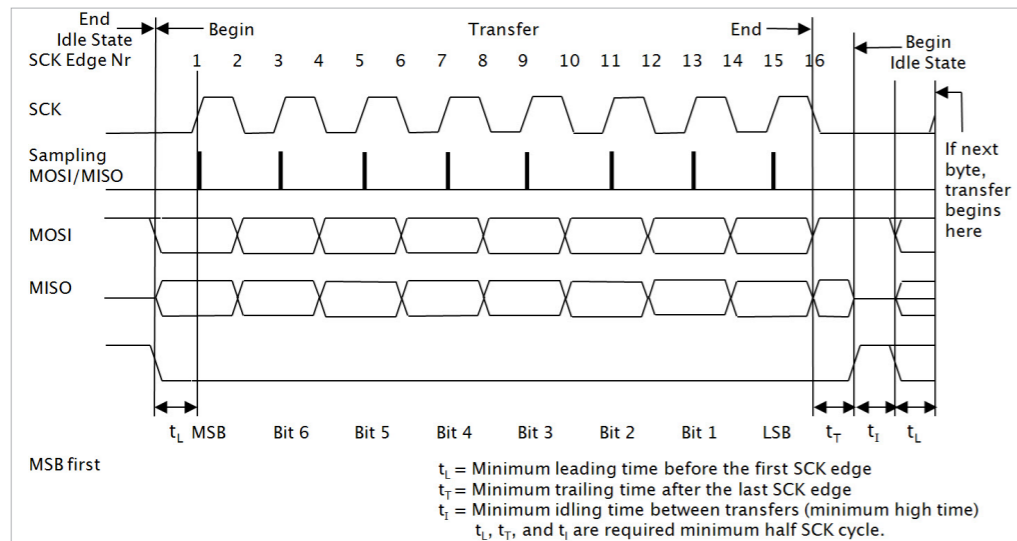 End
Idle State
Begin
Transfer
End
Begin
Idle State
SCK Edge Nr
1 2 3 4 5 6 7 8 9 10 11 12 13 14 15 16
SCK
Sampling
MOSI/MISO
If next
byte,
transfer
begins
here
MOSI
MISO
tL MSB Bit 6 Bit 5 Bit 4 Bit 3 Bit 2 Bit 1 LSB tT tI tL
MSB first
tL = Minimum leading time before the first SCK edge
tT = Minimum trailing time after the last SCK edge
tI = Minimum idling time between transfers (minimum high time)
tL, tT, and tI are required minimum half SCK cycle.